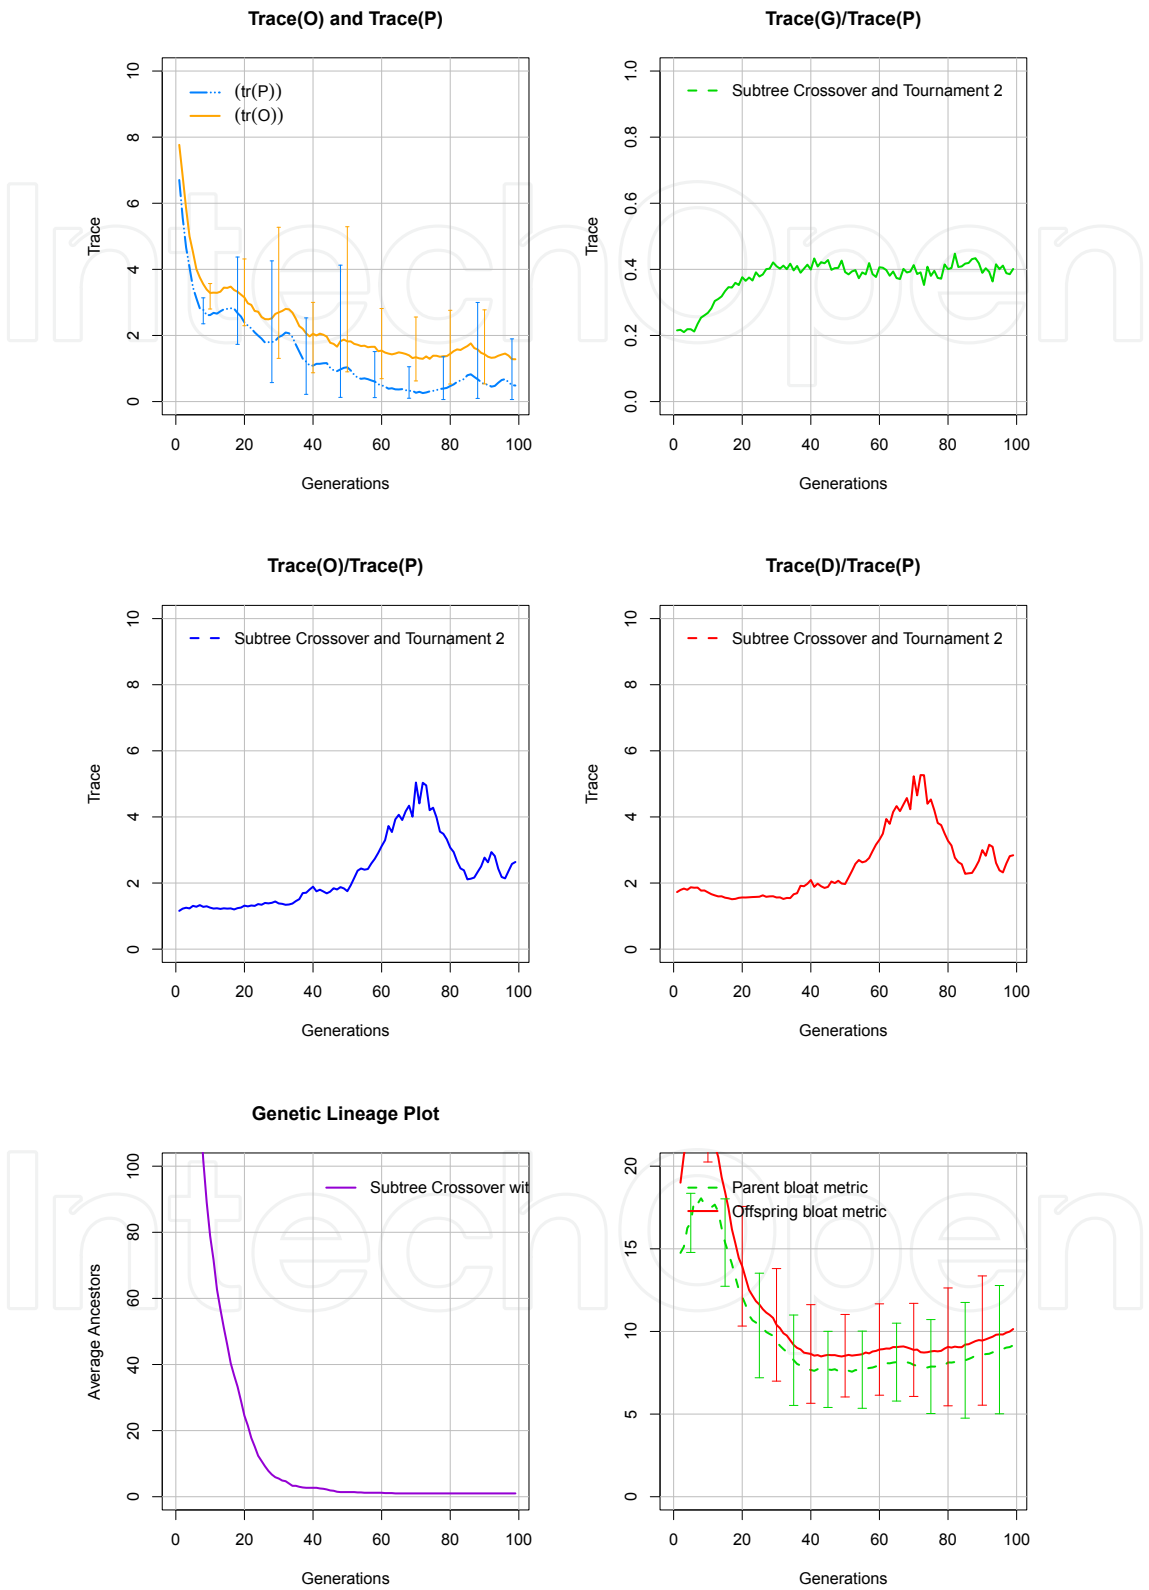 Trace(O) and Trace(P)
Trace
10
8
6
4
2
0
(tr(P))
(tr(O))
0 20 40 60 80 100
Generations
Trace(G)/Trace(P)
Trace
1.0
0.8
0.6
0.4
0.2
0.0
Subtree Crossover and Tournament 2
0 20 40 60 80 100
Generations
Trace(O)/Trace(P)
Trace
10
8
6
4
2
0
Subtree Crossover and Tournament 2
0 20 40 60 80 100
Generations
Trace(D)/Trace(P)
Trace
10
8
6
4
2
0
Subtree Crossover and Tournament 2
0 20 40 60 80 100
Generations
Genetic Lineage Plot
Average Ancestors
100
80
60
40
20
0
Subtree Crossover wit
0 20 40 60 80 100
Generations
20
15
10
5
0
Parent bloat metric
Offspring bloat metric
0 20 40 60 80 100
Generations
IntechOpen
IntechOpen